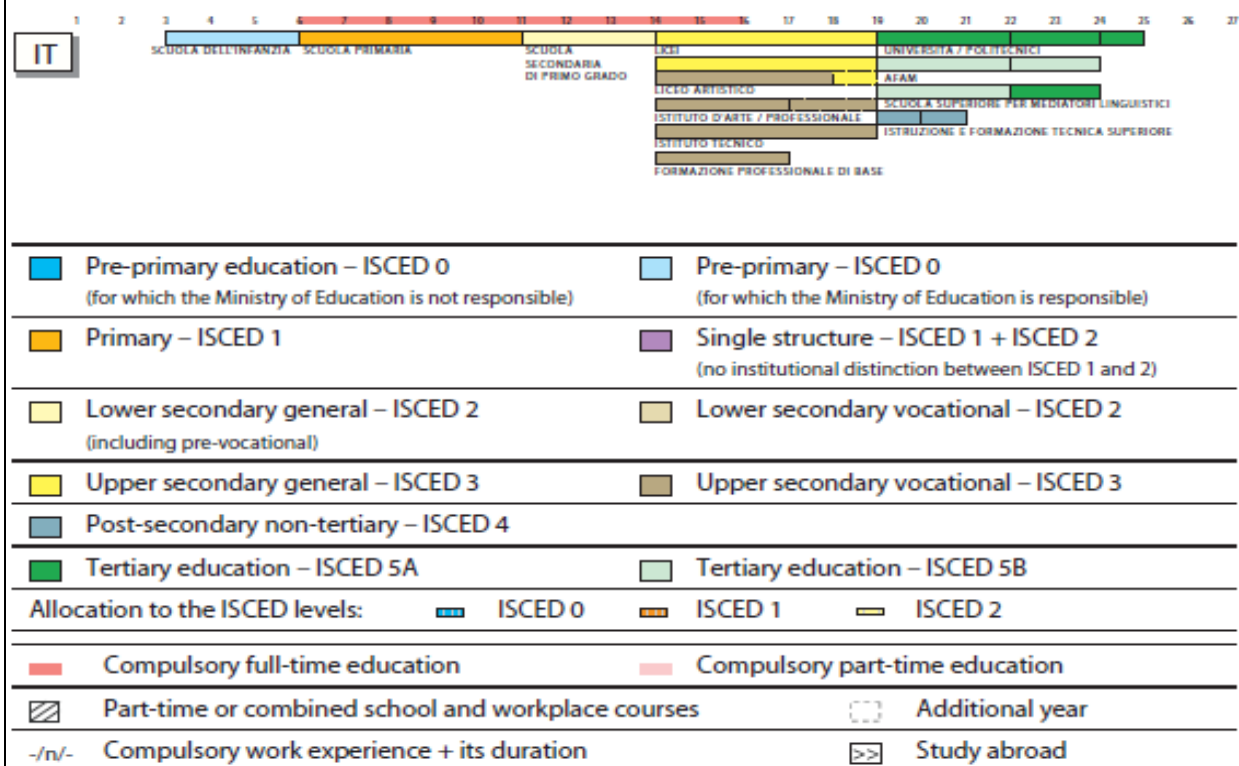 1 2 3 4 5 6 7 8 9 10 11 12 13 14 15 16 17 18 19 20 21 22 23 24 25 26 27
IT
SCUOLA DELL'INFANZIA SCUOLA PRIMARIA SCUOLA SECONDARIA DI PRIMO GRADO
LICEI UNIVERSITA / POLITECNICI
AFAM
LICEO ARTISTICO
SCUOLA SUPERIORE PER MEDIATORI LINGUISTICI
ISTITUTO D'ARTE / PROFESSIONALE
ISTRUZIONE E FORMAZIONE TECNICA SUPERIORE
ISTITUTO TECNICO
FORMAZIONE PROFESSIONALE DI BASE
Pre-primary education – ISCED 0
(for which the Ministry of Education is not responsible)
Pre-primary – ISCED 0
(for which the Ministry of Education is responsible)
Primary – ISCED 1
Single structure – ISCED 1 + ISCED 2
(no institutional distinction between ISCED 1 and 2)
Lower secondary general – ISCED 2
(including pre-vocational)
Lower secondary vocational – ISCED 2
Upper secondary general – ISCED 3
Upper secondary vocational – ISCED 3
Post-secondary non-tertiary – ISCED 4
Tertiary education – ISCED 5A
Tertiary education – ISCED 5B
Allocation to the ISCED levels: ISCED 0 ISCED 1 ISCED 2
Compulsory full-time education
Compulsory part-time education
Part-time or combined school and workplace courses
Additional year
-/n/- Compulsory work experience + its duration
>> Study abroad